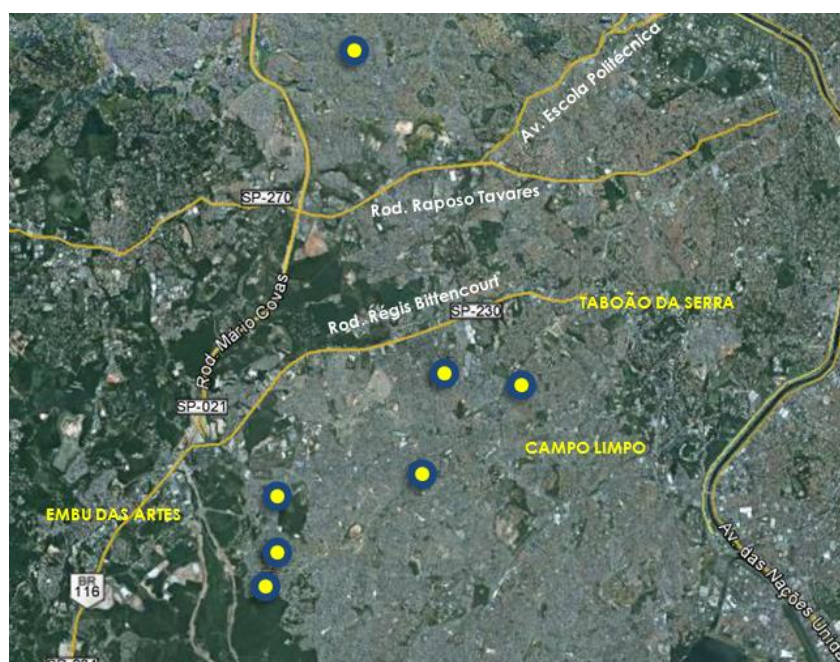 Av. Escola Politécnica
SP-270
Rod. Raposo Tavares
Rod. Mário Covas
Rod. Régis Bittencourt
SP-230
TABOÃO DA SERRA
SP-021
CAMPO LIMPO
EMBU DAS ARTES
Av. das Nações Unid
BR
116